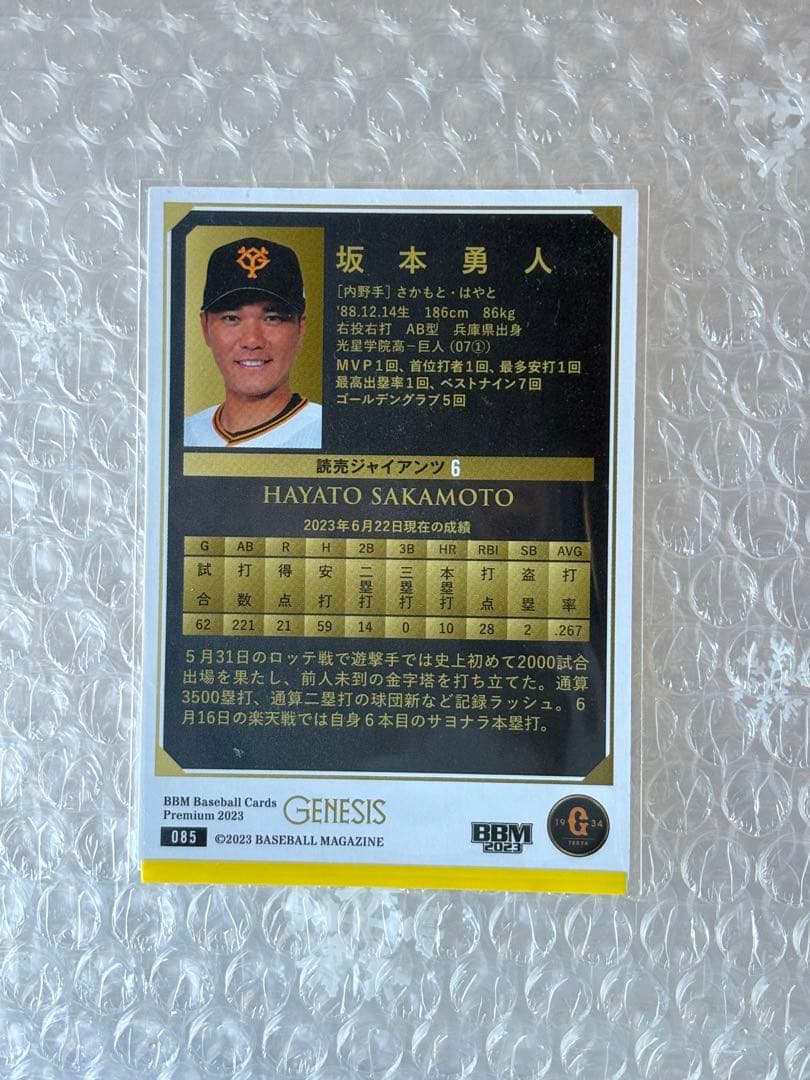 坂本勇人
[内野手] さかもと・はやと
'88.12.14生 186cm 86kg
右投右打 AB型 兵庫県出身
光星学院高－巨人 (07①)
MVP1回、首位打者1回、最多安打1回
最高出塁率1回、ベストナイン7回
ゴールデングラブ5回
読売ジャイアンツ 6
HAYATO SAKAMOTO
2023年6月22日現在の成績
G AB R H 2B 3B HR RBI SB AVG
試合 打数 得点 安打 二塁打 三塁打 本塁打 打点 盗塁 打率
62 221 21 59 14 0 10 28 2 .267
5月31日のロッテ戦で遊撃手では史上初めて2000試合
出場を果たし、前人未到の金字塔を打ち立てた。通算
3500塁打、通算二塁打の球団新など記録ラッシュ。6
月16日の楽天戦では自身6本目のサヨナラ本塁打。
BBM Baseball Cards
Premium 2023
GENESIS
085 ©2023 BASEBALL MAGAZINE
BBM
2023
19 G 34
TOKYO